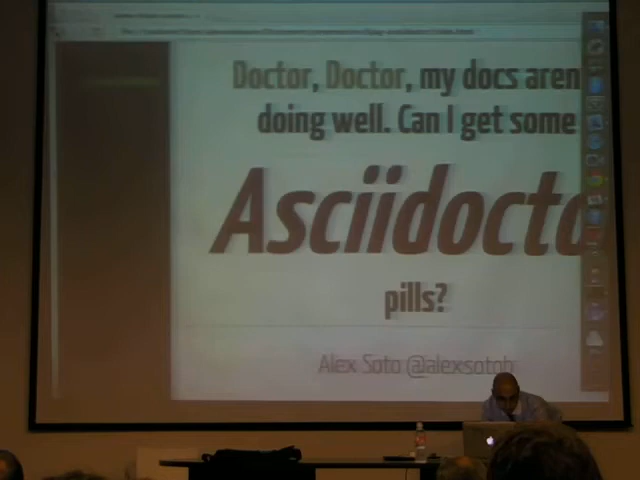 Doctor, Doctor, my docs aren
doing well. Can I get some
Asciidocto
pills?
Alex Soto @alexsotob